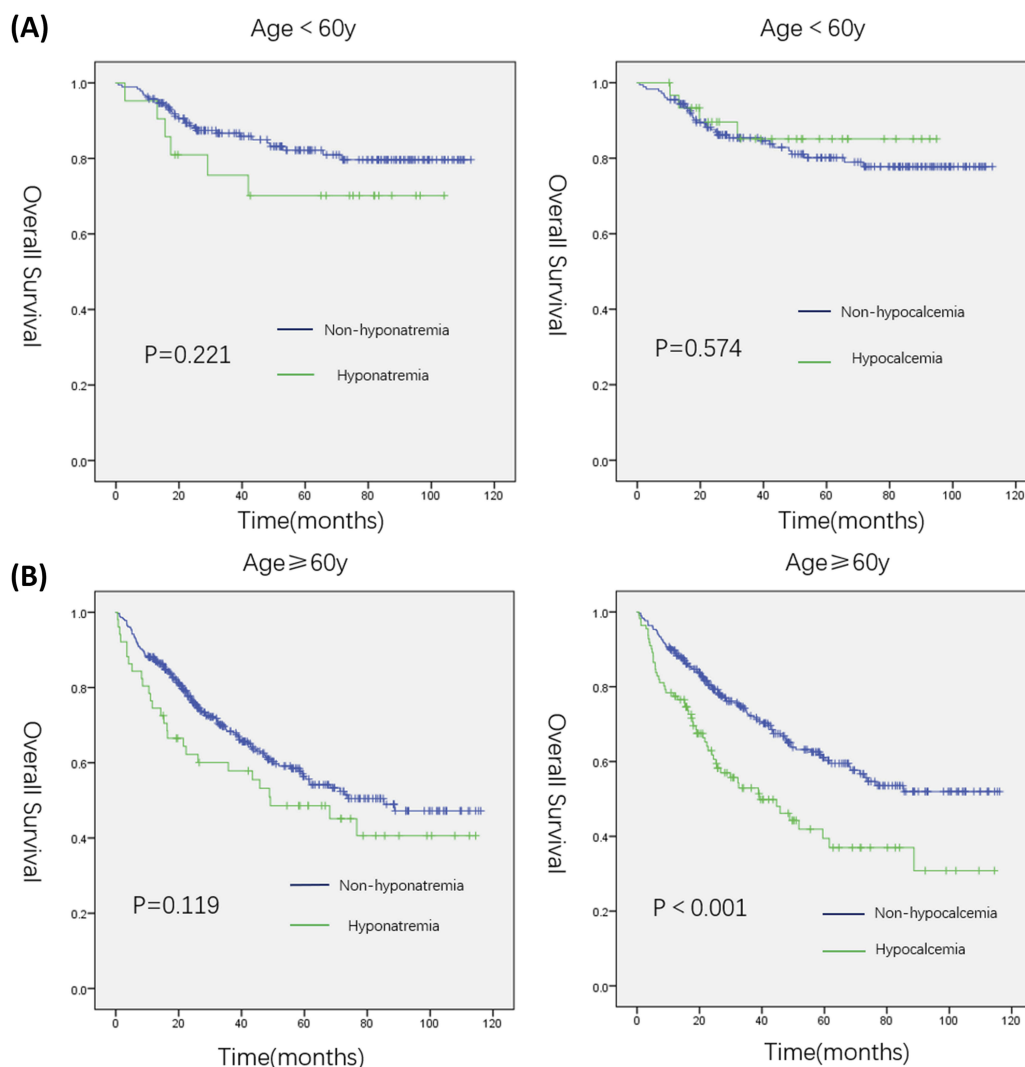 (A)
Age < 60y
Overall Survival
1.0
0.8
0.6
0.4
0.2
0.0
Non-hyponatremia
P=0.221
Hyponatremia
0 20 40 60 80 100 120
Time(months)
Age < 60y
Overall Survival
1.0
0.8
0.6
0.4
0.2
0.0
Non-hypocalcemia
P=0.574
Hypocalcemia
0 20 40 60 80 100 120
Time(months)
(B)
Age≥60y
Overall Survival
1.0
0.8
0.6
0.4
0.2
0.0
Non-hyponatremia
P=0.119
Hyponatremia
0 20 40 60 80 100 120
Time(months)
Age≥60y
Overall Survival
1.0
0.8
0.6
0.4
0.2
0.0
P<0.001
Non-hypocalcemia
Hypocalcemia
0 20 40 60 80 100 120
Time(months)